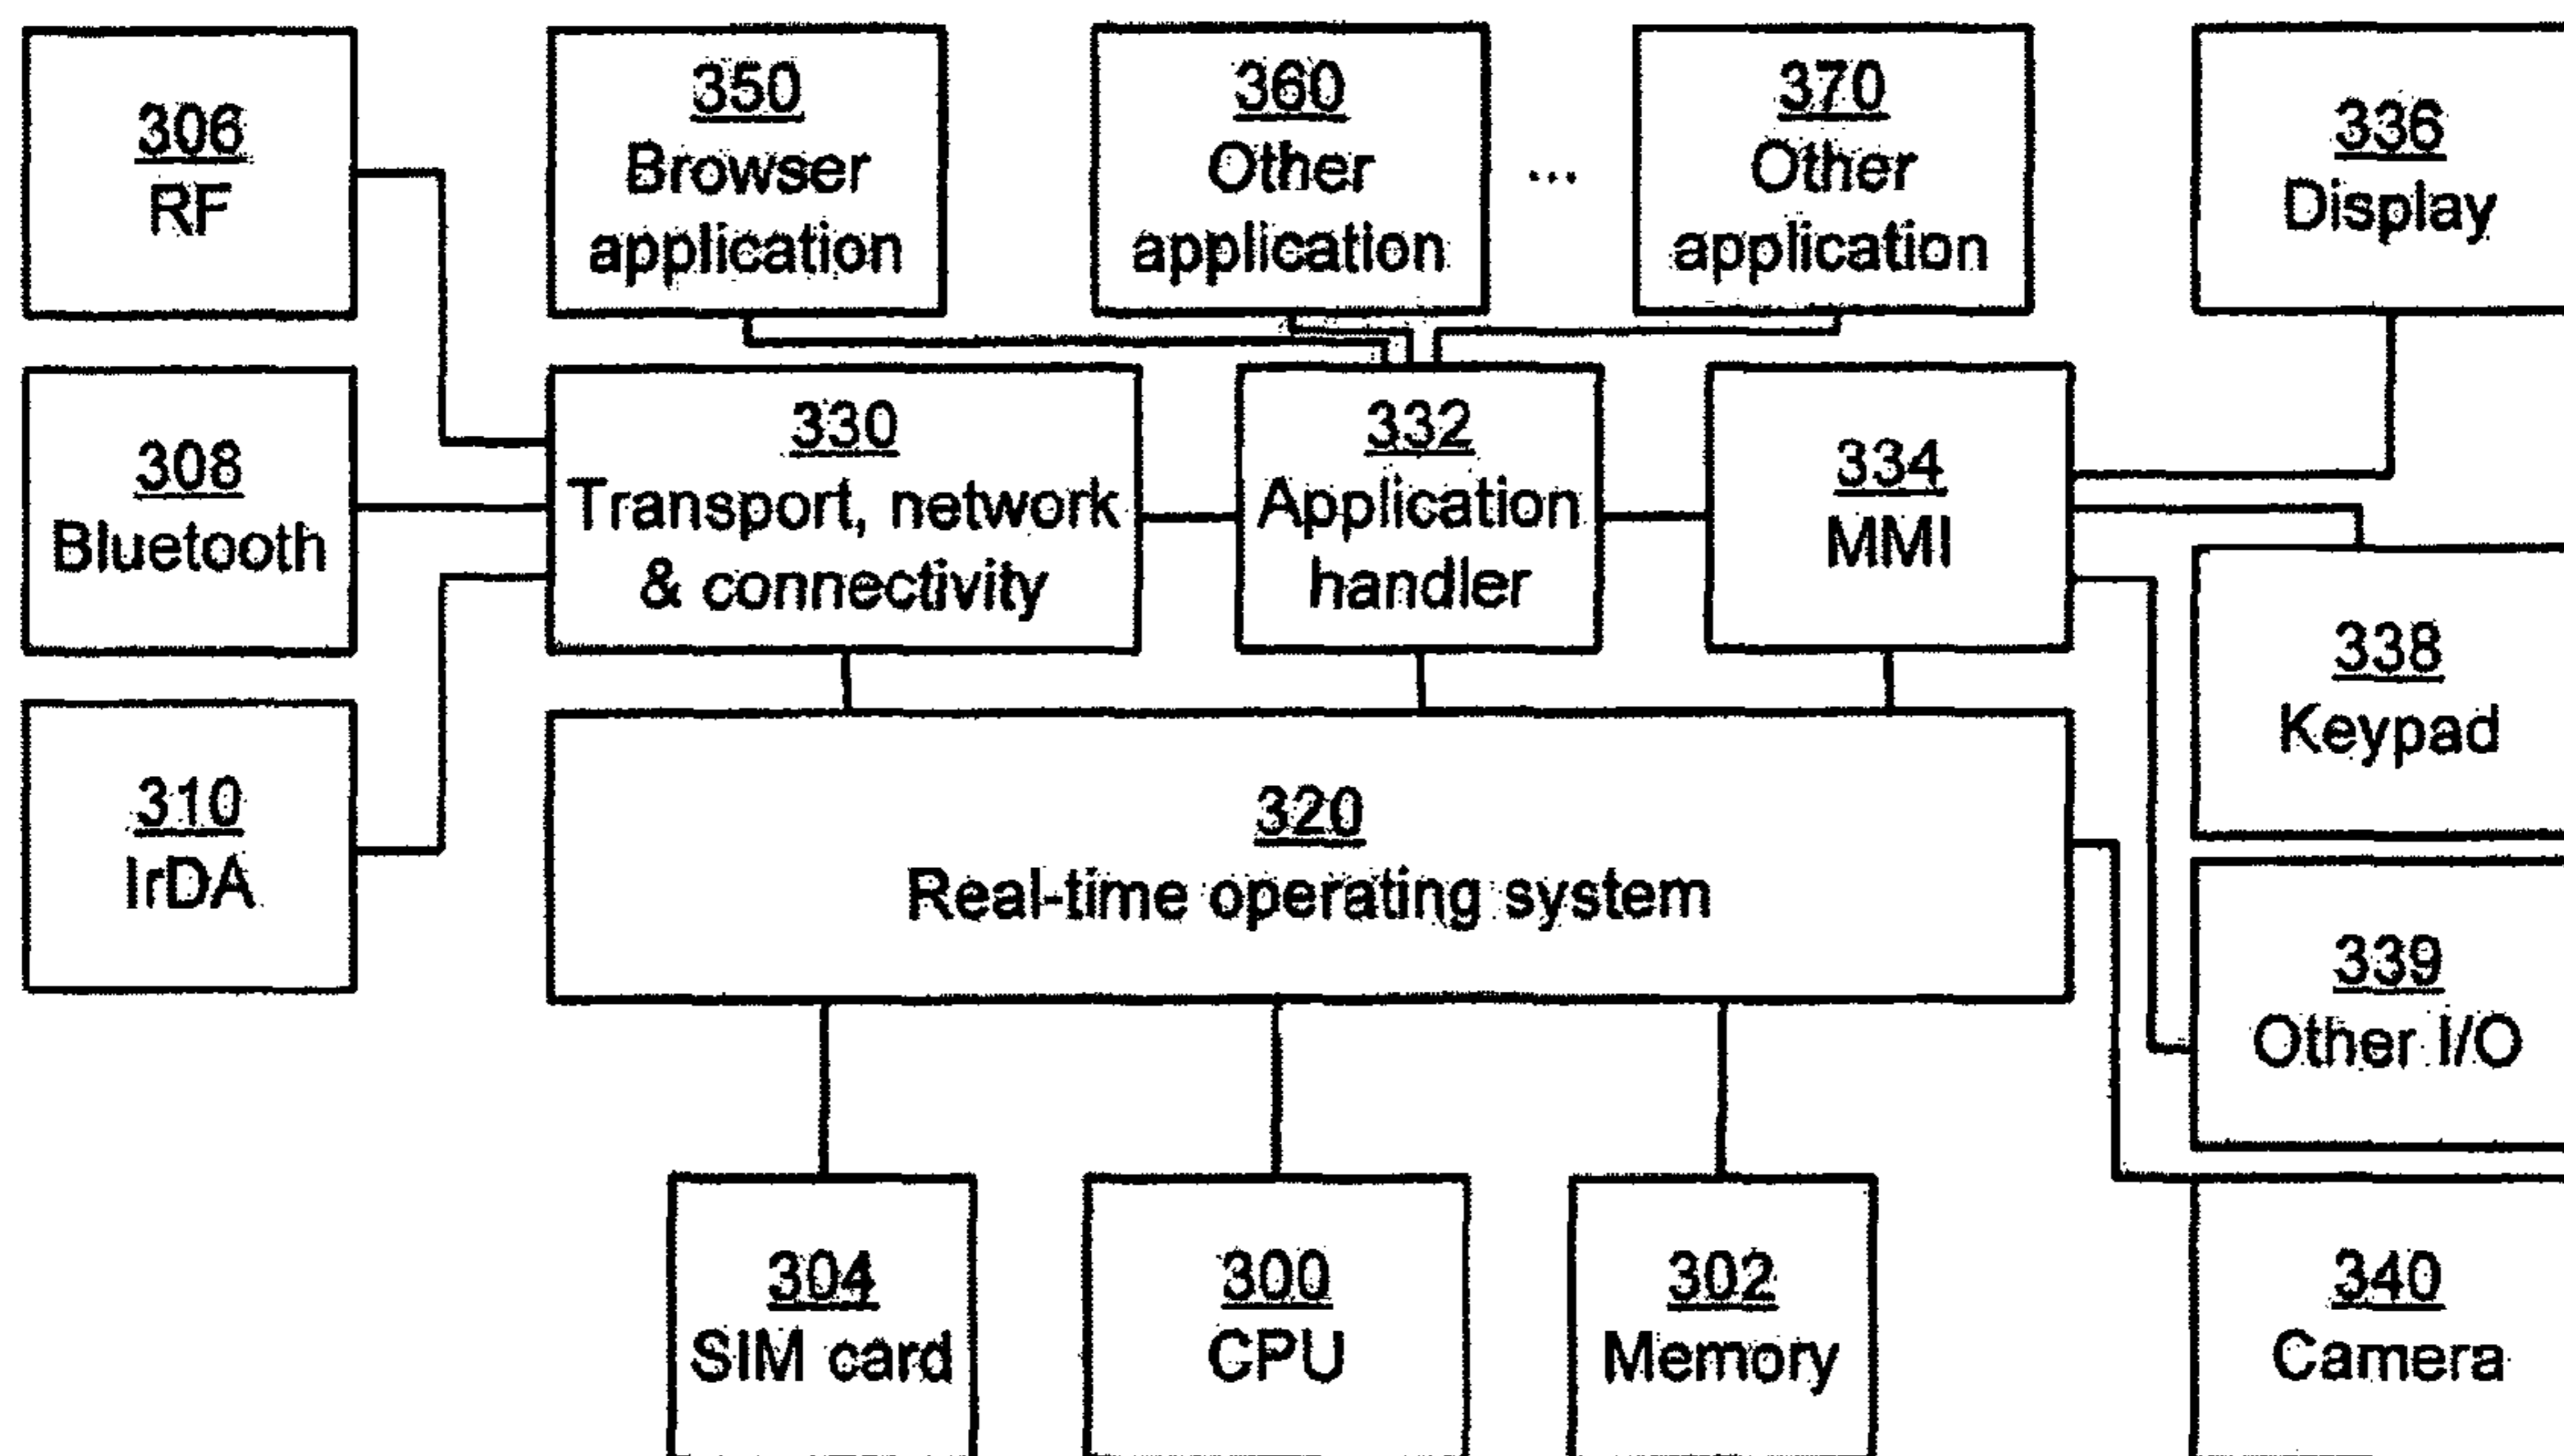 306
RF
350
Browser
application
360
Other
application
...
370
Other
application
336
Display
308
Bluetooth
330
Transport, network
& connectivity
332
Application
handler
334
MMI
338
Keypad
310
IrDA
320
Real-time operating system
339
Other I/O
304
SIM card
300
CPU
302
Memory
340
Camera